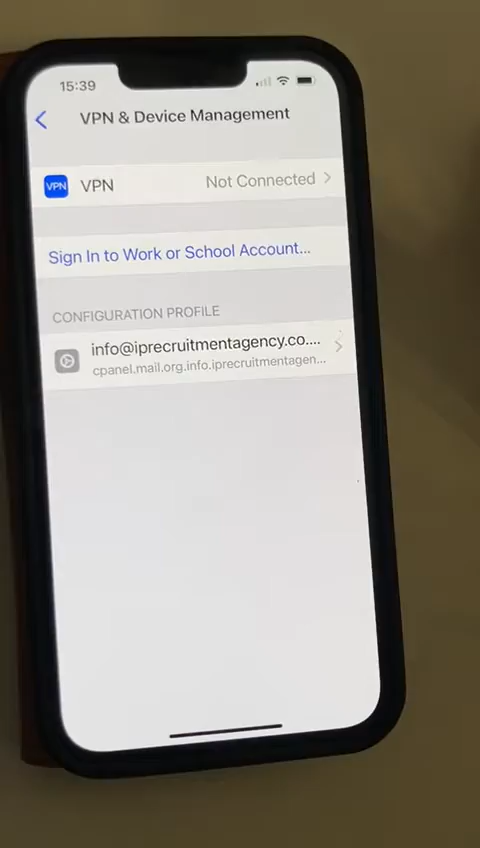 15:39
VPN & Device Management
VPN VPN Not Connected
Sign In to Work or School Account...
CONFIGURATION PROFILE
info@iprecruitmentagency.co....
cpanel.mail.org.info.iprecruitmentagen...